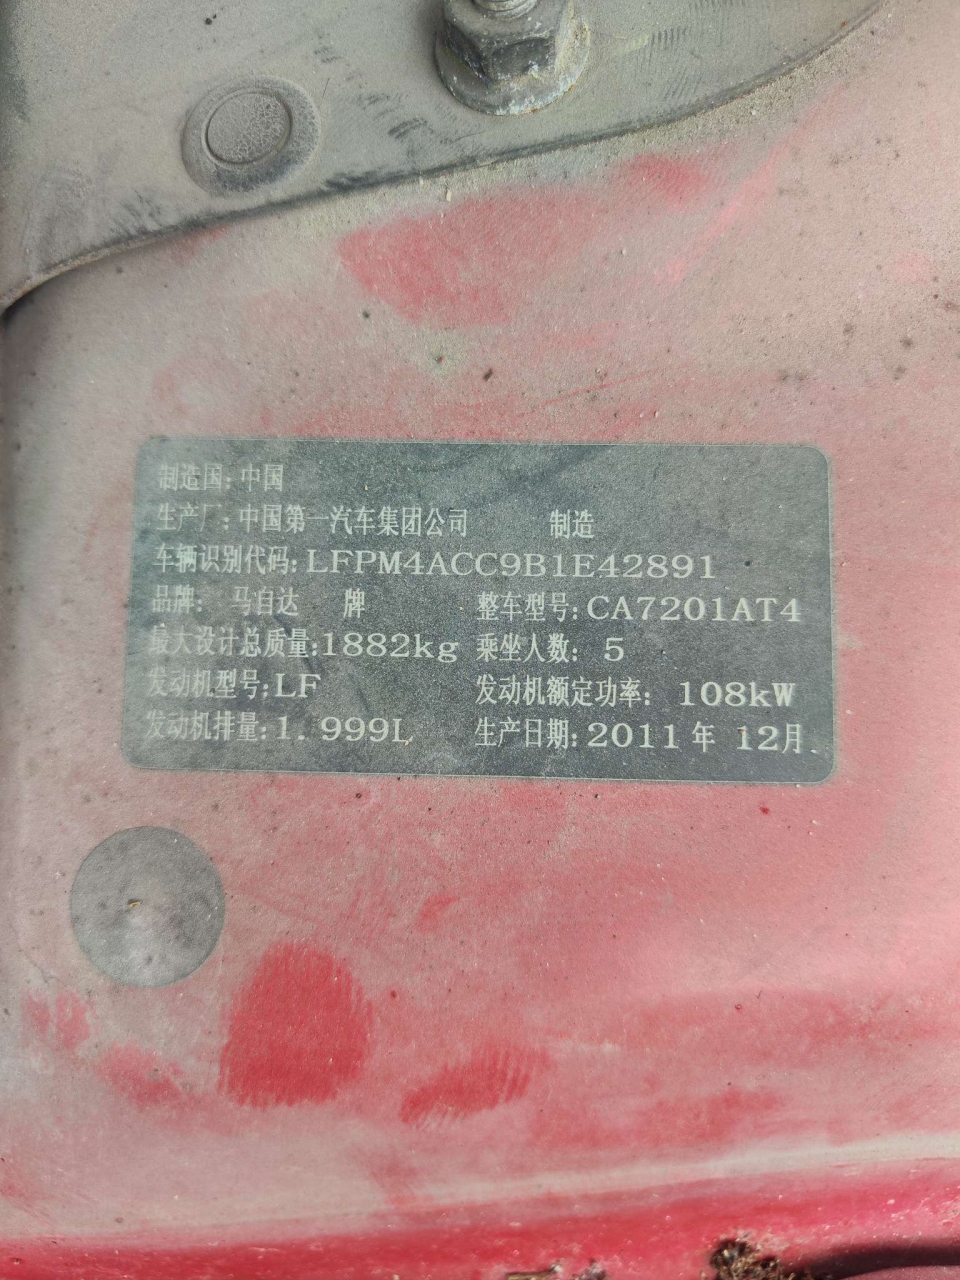 制造国:中国
生产厂:中国第一汽车集团公司 制造
车辆识别代码:LFPM4ACC9B1E42891
品牌: 马自达 牌 整车型号:CA7201AT4
最大设计总质量:1882kg 乘坐人数: 5
发动机型号:LF 发动机额定功率: 108kW
发动机排量:1.999L 生产日期:2011年 12月